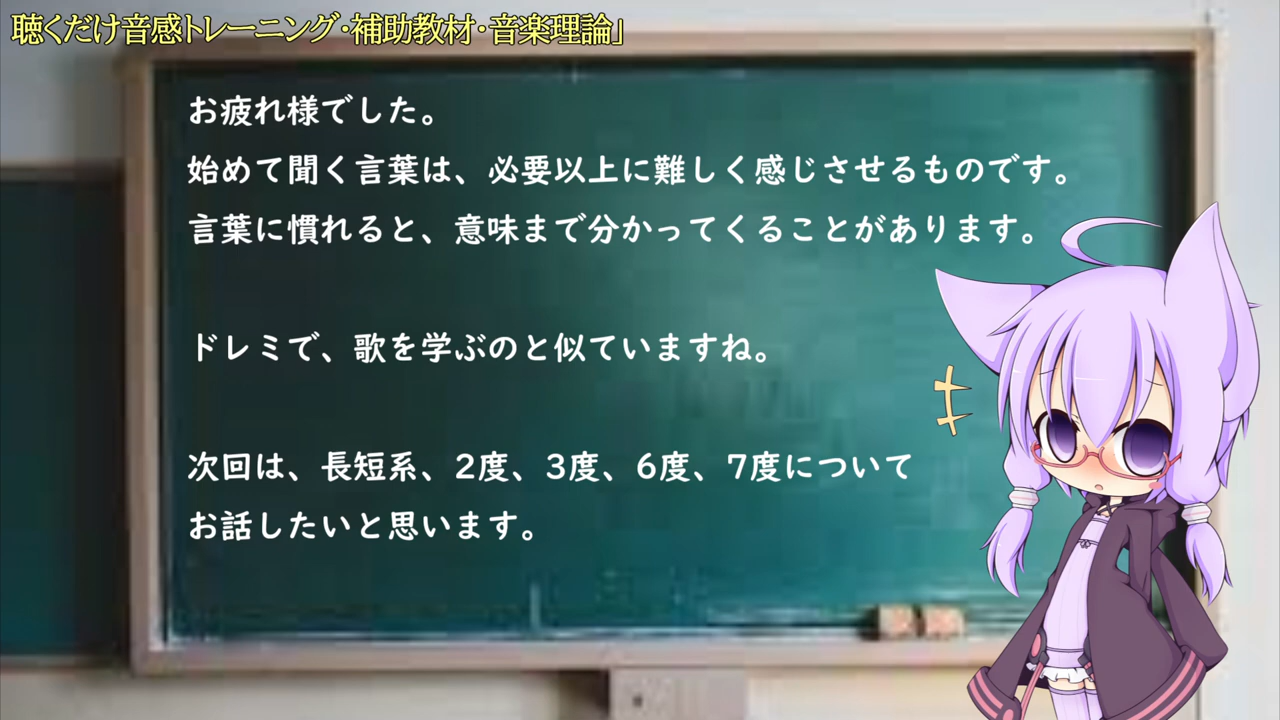 聴くだけ音感トレーニング・補助教材・音楽理論」
お疲れ様でした。
始めて聞く言葉は、必要以上に難しく感じさせるものです。
言葉に慣れると、意味まで分かってくることがあります。
ドレミで、歌を学ぶのと似ていますね。
次回は、長短系、2度、3度、6度、7度について
お話したいと思います。